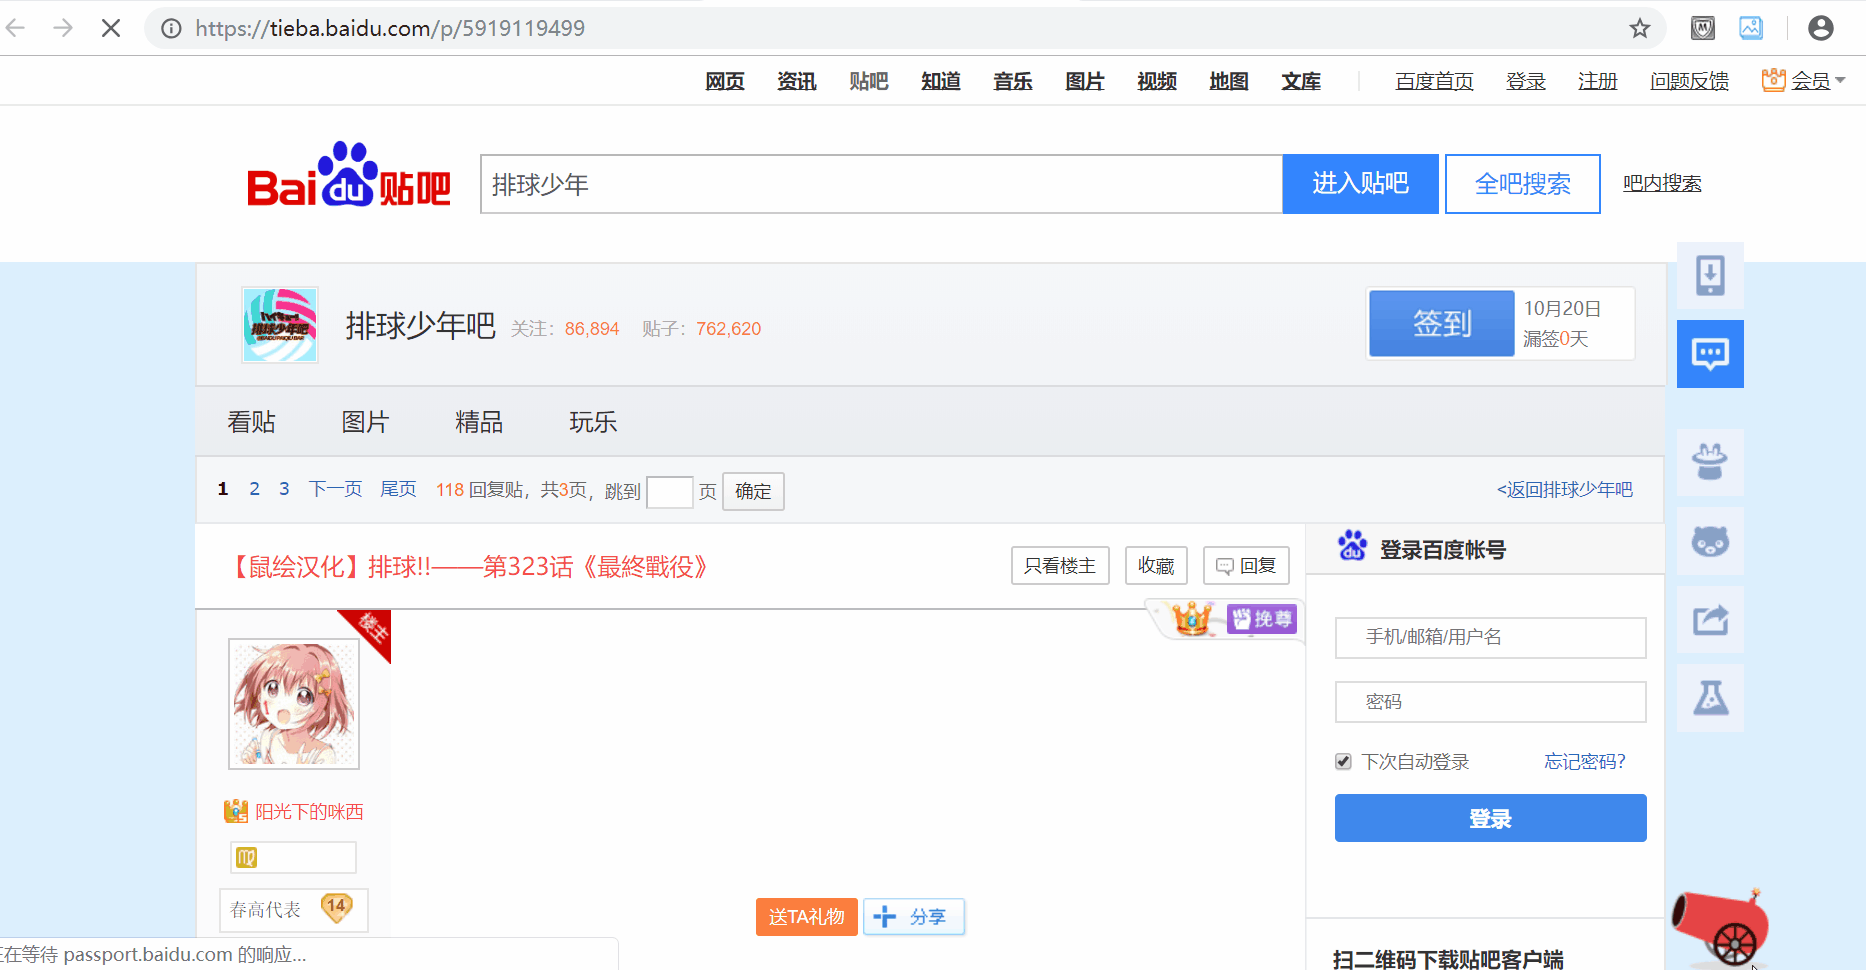 https://tieba.baidu.com/p/5919119499
网页 资讯 贴吧 知道 音乐 图片 视频 地图 文库 百度首页 登录 注册 问题反馈 会员
Bai du 贴吧
排球少年
进入贴吧
全吧搜索
吧内搜索
排球少年吧
排球少年吧 关注：86,894 贴子：762,620
签到
10月20日
漏签0天
看贴 图片 精品 玩乐
1 2 3 下一页 尾页 118 回复贴，共3页，跳到 页 确定
<返回排球少年吧
【鼠绘汉化】排球!!——第323话《最終戰役》
只看楼主 收藏 回复
楼主
挽尊
阳光下的咪西
春高代表 14
送TA礼物
分享
du 登录百度帐号
手机/邮箱/用户名
密码
下次自动登录 忘记密码?
登录
扫二维码下载贴吧客户端
在等待 passport.baidu.com 的响应...